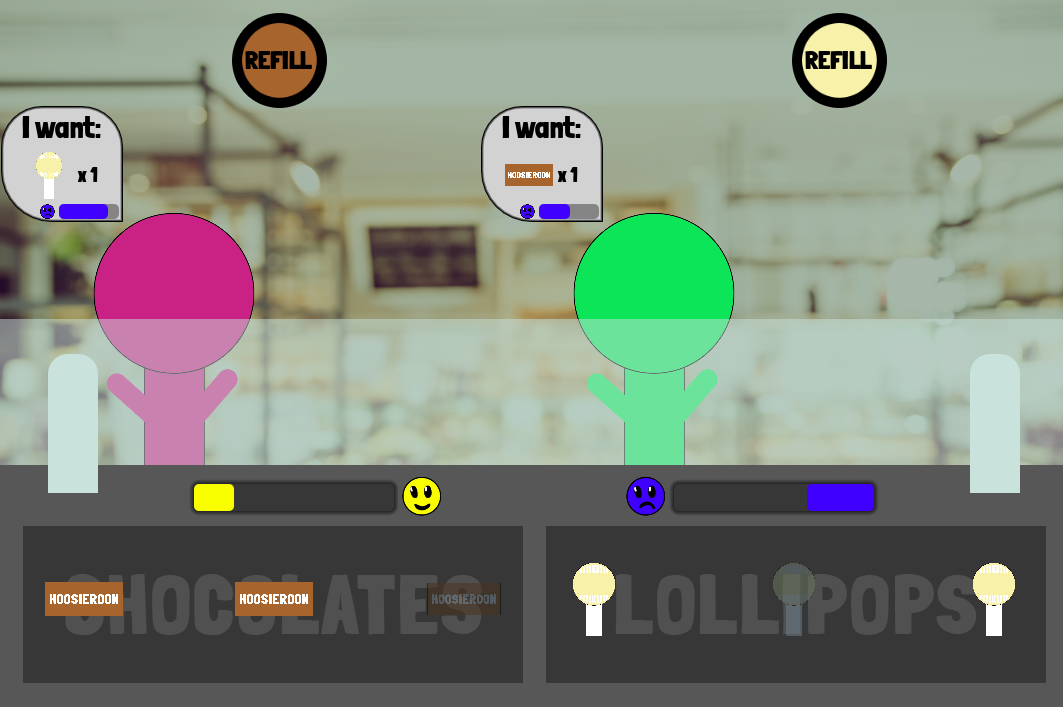 REFILL
REFILL
I want:
x 1
I want:
HOOSIEROON x 1
CHOCOLATES
HOOSIEROON
HOOSIEROON
HOOSIEROON
LOLLIPOPS